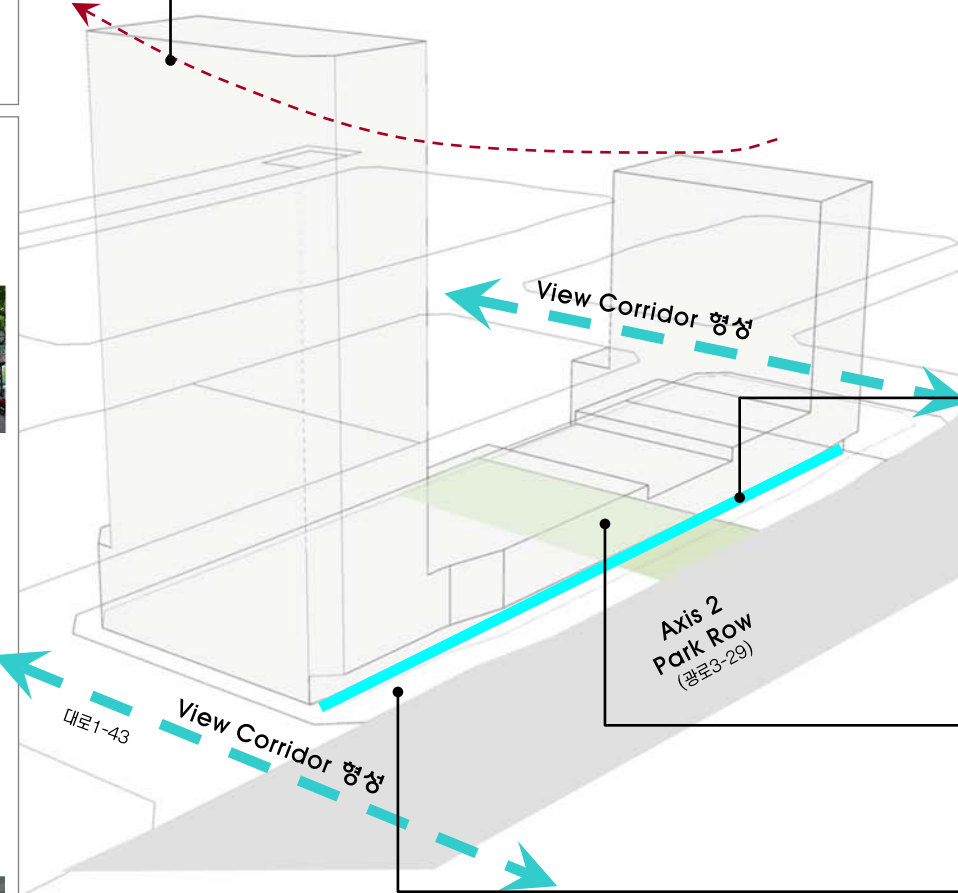 View Corridor 형성
Axis 2
Park Row
(광로3-29)
View Corridor 형성
대로1-43